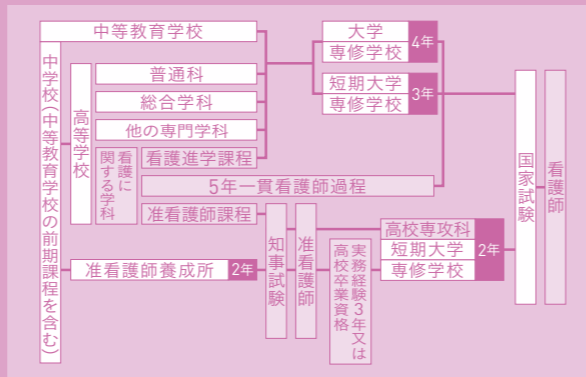 中等教育学校
中学校(中等教育学校の前期課程を含む)
高等学校
普通科
総合学科
他の専門学科
看護に
関する学科
看護進学課程
5年一貫看護師過程
准看護師課程
准看護師養成所
2年
知事試験
准看護師
実務経験3年又は
高校卒業資格
大学
専修学校
4年
短期大学
専修学校
3年
高校専攻科
短期大学
専修学校
2年
国家試験
看護師